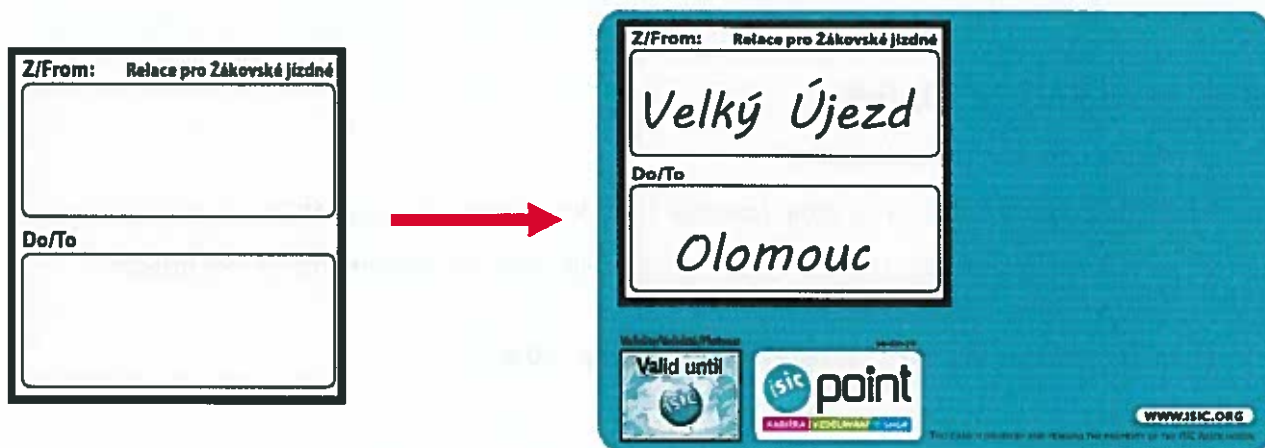 Z/From: Relace pro Žákovské jízdné
Do/To
Z/From: Relace pro Žákovské jízdné
Velký Újezd
Do/To
Olomouc
Valid until
isic point
WWW.ISIC.ORG